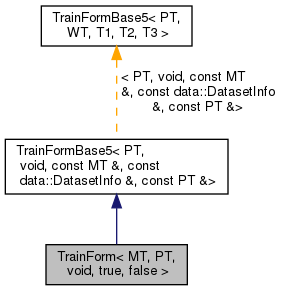 TrainFormBase5< PT,
WT, T1, T2, T3 >
< PT, void, const MT
&, const data::DatasetInfo
&, const PT &>
TrainFormBase5< PT,
void, const MT &, const
data::DatasetInfo &, const PT &>
TrainForm< MT, PT,
void, true, false >